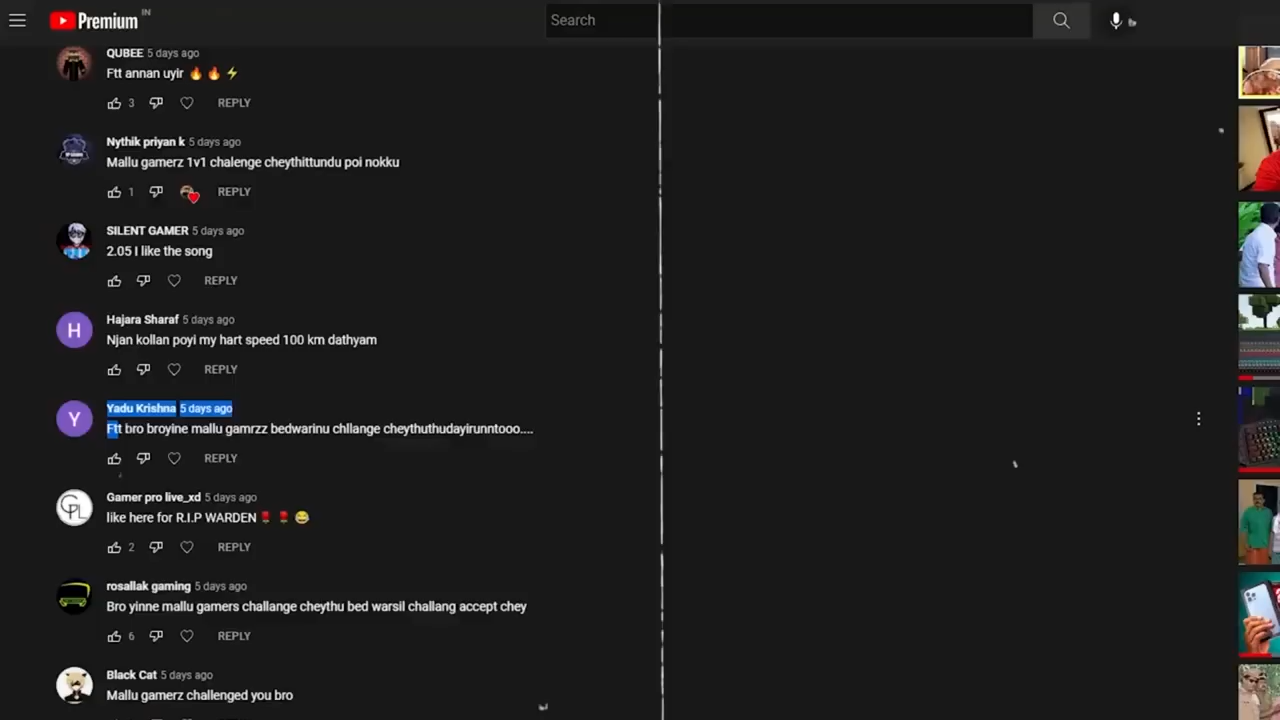 Premium IN
Search
QUBEE 5 days ago
Ftt annan uyir 🔥🔥⚡
3 REPLY
Nythik priyan k 5 days ago
Mallu gamerz 1v1 chalenge cheythittundu poi nokku
1 REPLY
SILENT GAMER 5 days ago
2.05 I like the song
REPLY
Hajara Sharaf 5 days ago
H
Njan kollan poyi my hart speed 100 km dathyam
REPLY
Yadu Krishna 5 days ago
Y
Ftt bro broyine mallu gamrzz bedwarinu chllange cheythuthudayirunntooo....
REPLY
Gamer pro live_xd 5 days ago
GPL
like here for R.I.P WARDEN🌹🌹😂
2 REPLY
rosallak gaming 5 days ago
Bro yinne mallu gamers challange cheythu bed warsil challang accept chey
6 REPLY
Black Cat 5 days ago
Mallu gamerz challenged you bro